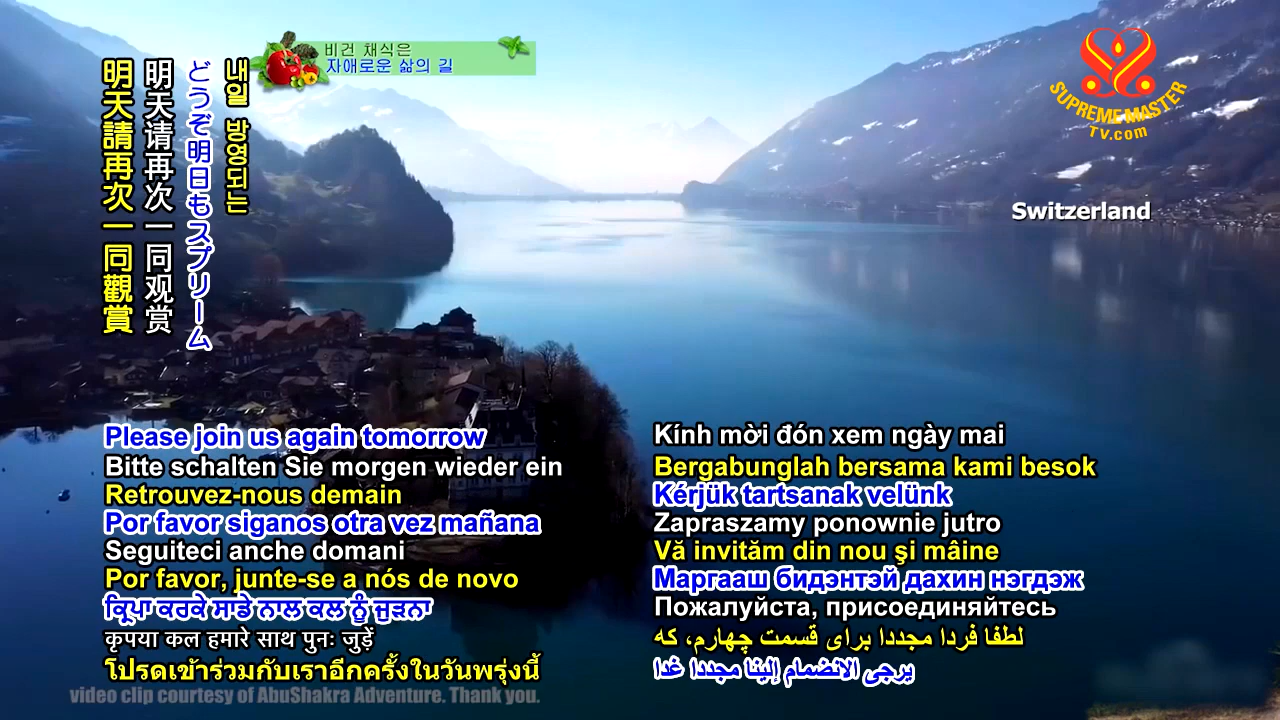 비건 채식은
자애로운 삶의 길
SUPREME MASTER
TV.com
Switzerland
내일 방영되는
どうぞ明日もスプリーム
明天请再次一同观赏
明天請再次一同觀賞
Please join us again tomorrow
Bitte schalten Sie morgen wieder ein
Retrouvez-nous demain
Por favor siganos otra vez mañana
Seguiteci anche domani
Por favor, junte-se a nós de novo
ਕ੍ਰਿਪਾ ਕਰਕੇ ਸਾਡੇ ਨਾਲ ਕਲ ਨੂੰ ਜੁੜਨਾ
कृपया कल हमारे साथ पुनः जुड़ें
โปรดเข้าร่วมกับเราอีกครั้งในวันพรุ่งนี้
Kính mời đón xem ngày mai
Bergabunglah bersama kami besok
Kérjük tartsanak velünk
Zapraszamy ponownie jutro
Vă invităm din nou şi mâine
Маргааш бидэнтэй дахин нэгдэж
Пожалуйста, присоединяйтесь
لطفا فردا مجددا برای قسمت چهارم، که
يرجى الانضمام إلينا مجددا غدا
video clip courtesy of AbuShakra Adventure. Thank you.